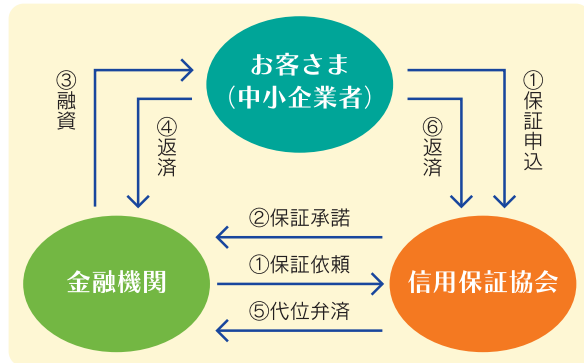 お客さま
（中小企業者）
③融資
④返済
⑥返済
①保証申込
②保証承諾
①保証依頼
⑤代位弁済
金融機関
信用保証協会